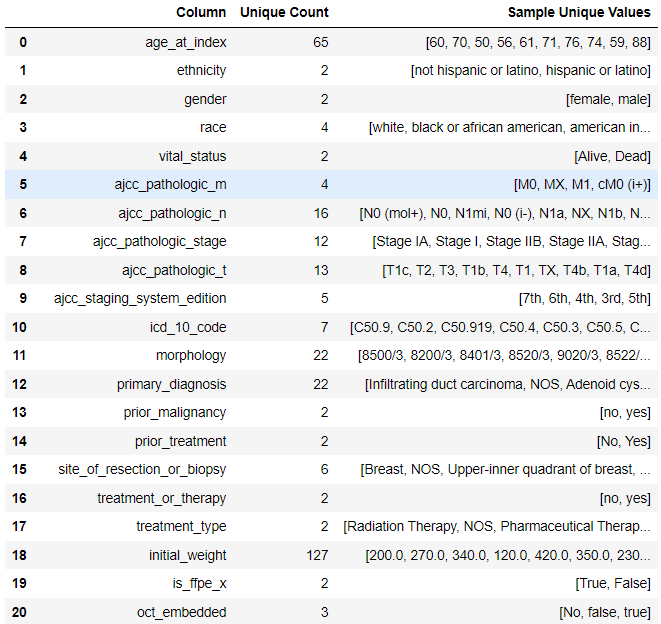 Column Unique Count Sample Unique Values
0 age_at_index 65 [60, 70, 50, 56, 61, 71, 76, 74, 59, 88]
1 ethnicity 2 [not hispanic or latino, hispanic or latino]
2 gender 2 [female, male]
3 race 4 [white, black or african american, american in...
4 vital_status 2 [Alive, Dead]
5 ajcc_pathologic_m 4 [M0, MX, M1, cM0 (i+)]
6 ajcc_pathologic_n 16 [N0 (mol+), N0, N1mi, N0 (i-), N1a, NX, N1b, N...
7 ajcc_pathologic_stage 12 [Stage IA, Stage I, Stage IIB, Stage IIA, Stag...
8 ajcc_pathologic_t 13 [T1c, T2, T3, T1b, T4, T1, TX, T4b, T1a, T4d]
9 ajcc_staging_system_edition 5 [7th, 6th, 4th, 3rd, 5th]
10 icd_10_code 7 [C50.9, C50.2, C50.919, C50.4, C50.3, C50.5, C...
11 morphology 22 [8500/3, 8200/3, 8401/3, 8520/3, 9020/3, 8522/...
12 primary_diagnosis 22 [Infiltrating duct carcinoma, NOS, Adenoid cys...
13 prior_malignancy 2 [no, yes]
14 prior_treatment 2 [No, Yes]
15 site_of_resection_or_biopsy 6 [Breast, NOS, Upper-inner quadrant of breast, ...
16 treatment_or_therapy 2 [no, yes]
17 treatment_type 2 [Radiation Therapy, NOS, Pharmaceutical Therap...
18 initial_weight 127 [200.0, 270.0, 340.0, 120.0, 420.0, 350.0, 230...
19 is_ffpe_x 2 [True, False]
20 oct_embedded 3 [No, false, true]